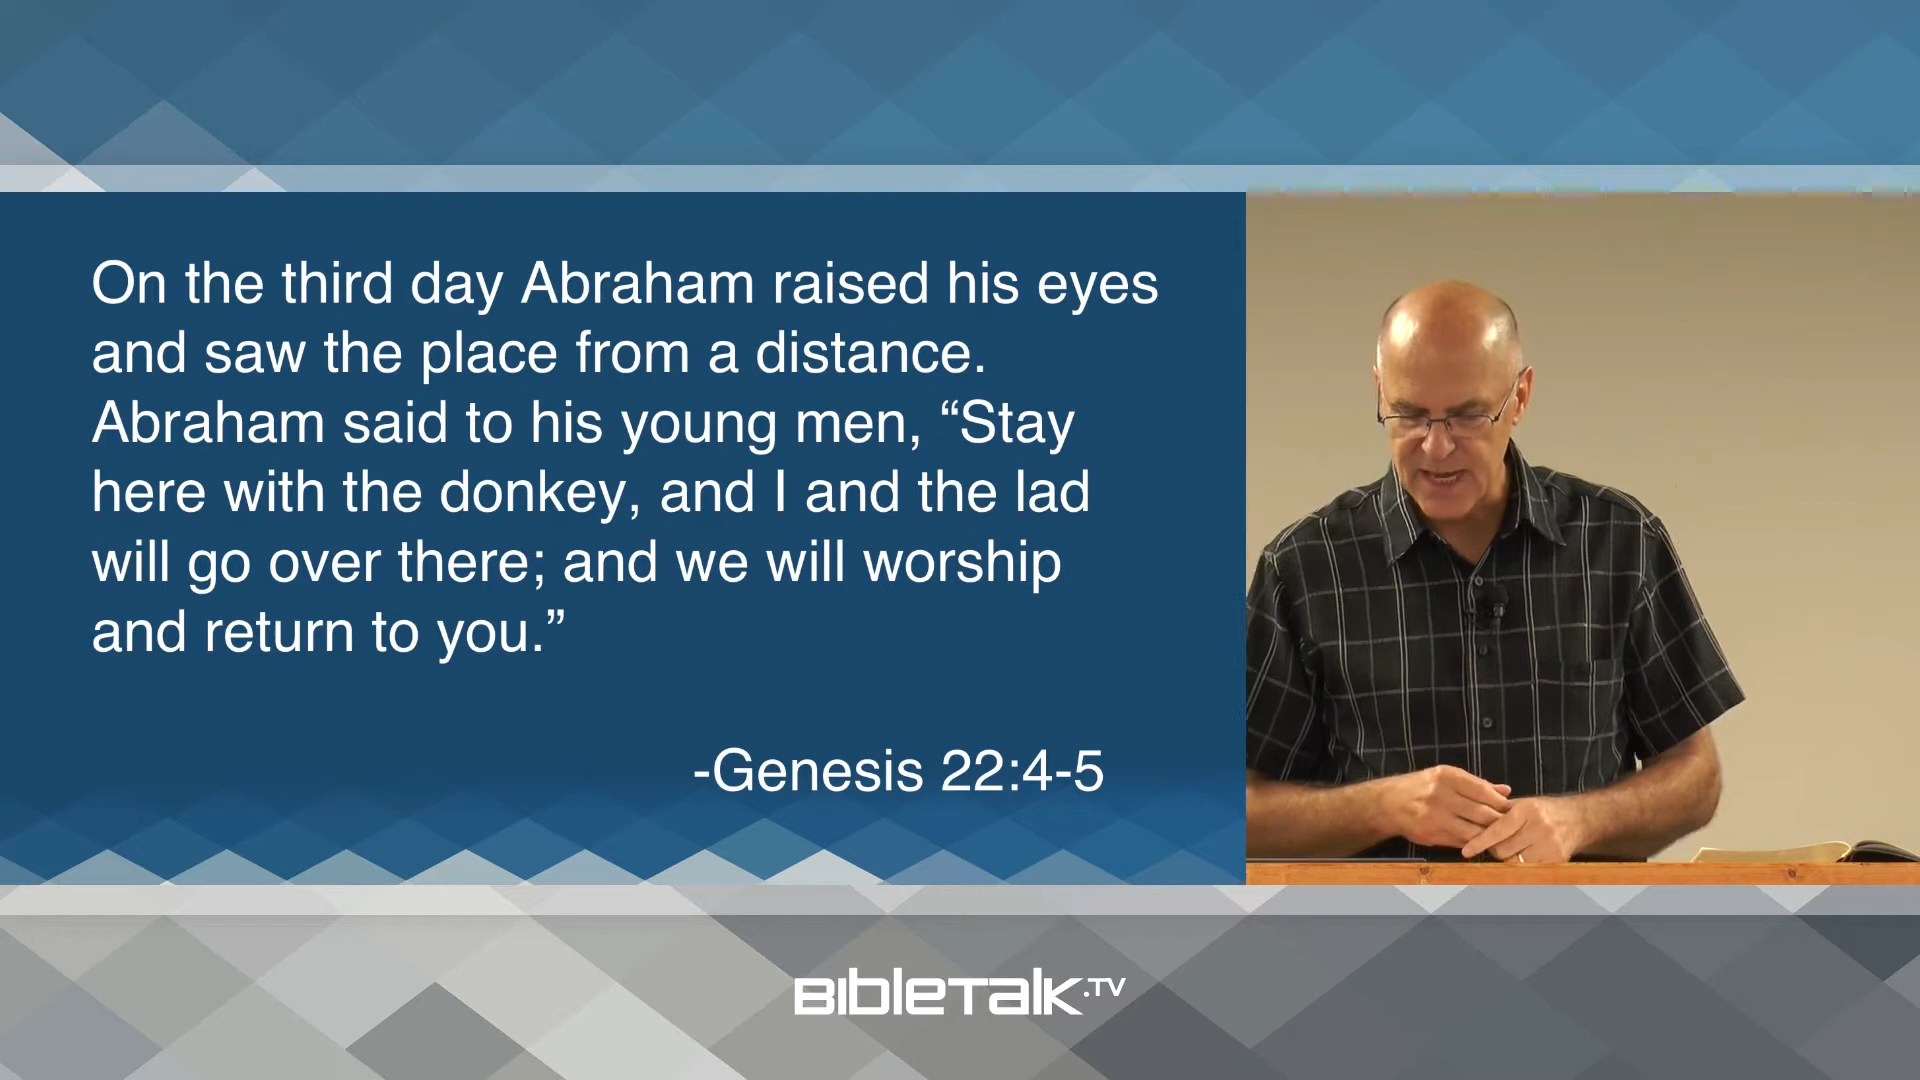 On the third day Abraham raised his eyes
and saw the place from a distance.
Abraham said to his young men, “Stay
here with the donkey, and I and the lad
will go over there; and we will worship
and return to you.”
-Genesis 22:4-5
BIbleTalk.TV